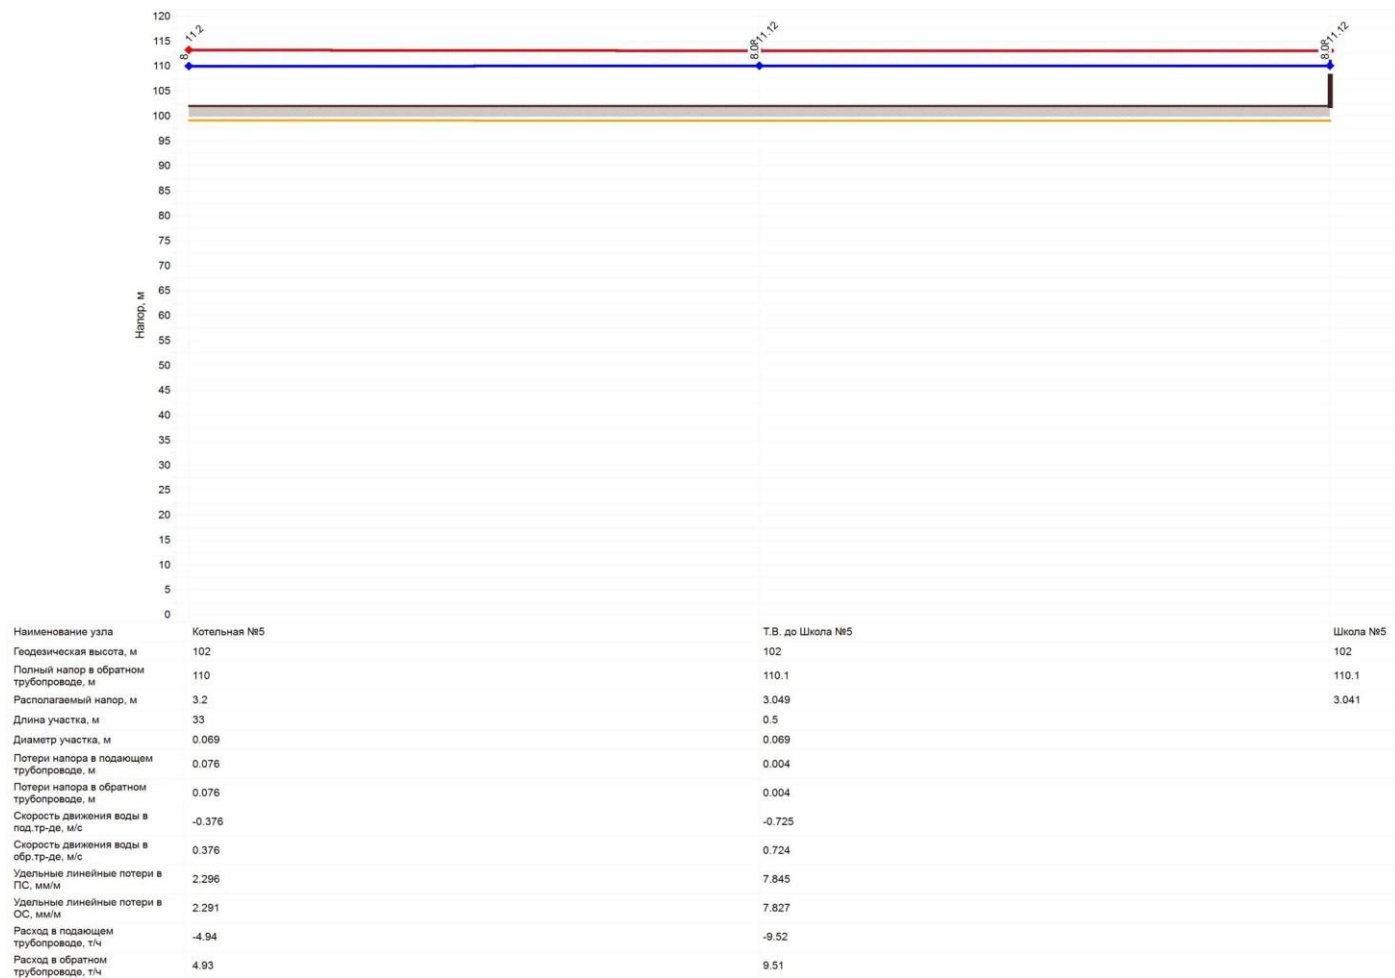 120
115
110
105
100
95
90
85
80
75
70
65
60
55
50
45
40
35
30
25
20
15
10
5
0
Напор, м
8 11.2
8.08 11.12
8.08 11.12
Наименование узла Котельная №5 Т.В. до Школа №5 Школа №5
Геодезическая высота, м 102 102 102
Полный напор в обратном
трубопроводе, м 110 110.1 110.1
Располагаемый напор, м 3.2 3.049 3.041
Длина участка, м 33 0.5
Диаметр участка, м 0.069 0.069
Потери напора в подающем
трубопроводе, м 0.076 0.004
Потери напора в обратном
трубопроводе, м 0.076 0.004
Скорость движения воды в
под.тр-де, м/с -0.376 -0.725
Скорость движения воды в
обр.тр-де, м/с 0.376 0.724
Удельные линейные потери в
ПС, мм/м 2.296 7.845
Удельные линейные потери в
ОС, мм/м 2.291 7.827
Расход в подающем
трубопроводе, т/ч -4.94 -9.52
Расход в обратном
трубопроводе, т/ч 4.93 9.51